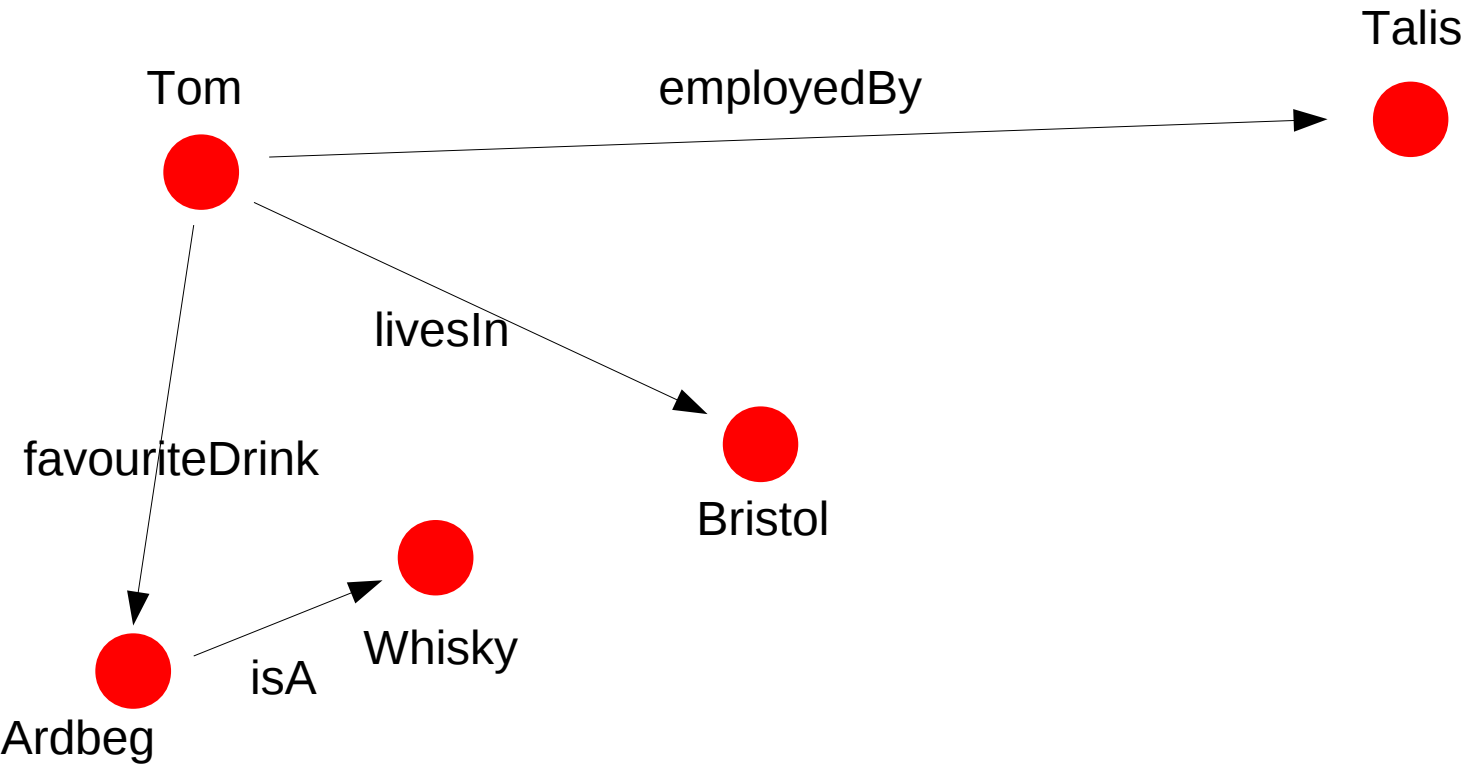 Talis
Tom
employedBy
livesIn
favouriteDrink
Bristol
Whisky
isA
Ardbeg